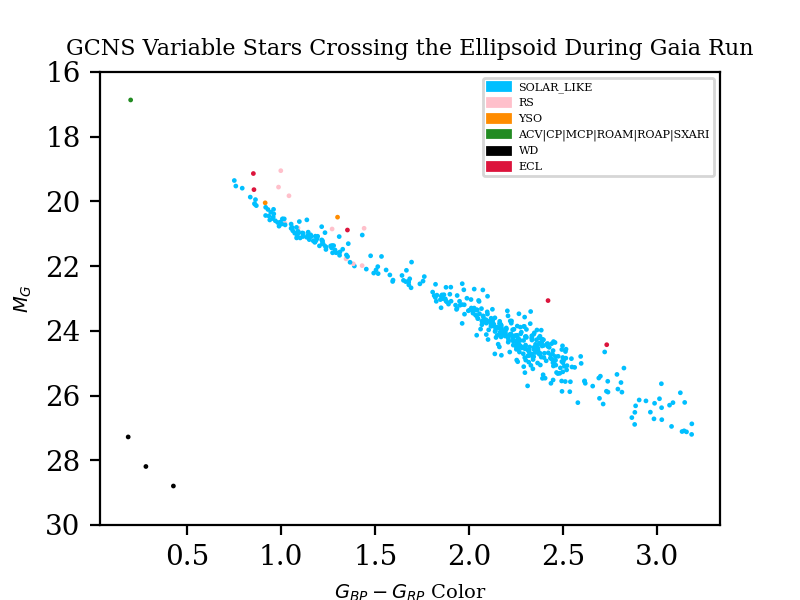 GCNS Variable Stars Crossing the Ellipsoid During Gaia Run
16
18
20
22
24
26
28
30
M_G
SOLAR_LIKE
RS
YSO
ACV|CP|MCP|ROAM|ROAP|SXARI
WD
ECL
0.5 1.0 1.5 2.0 2.5 3.0
G_BP − G_RP Color